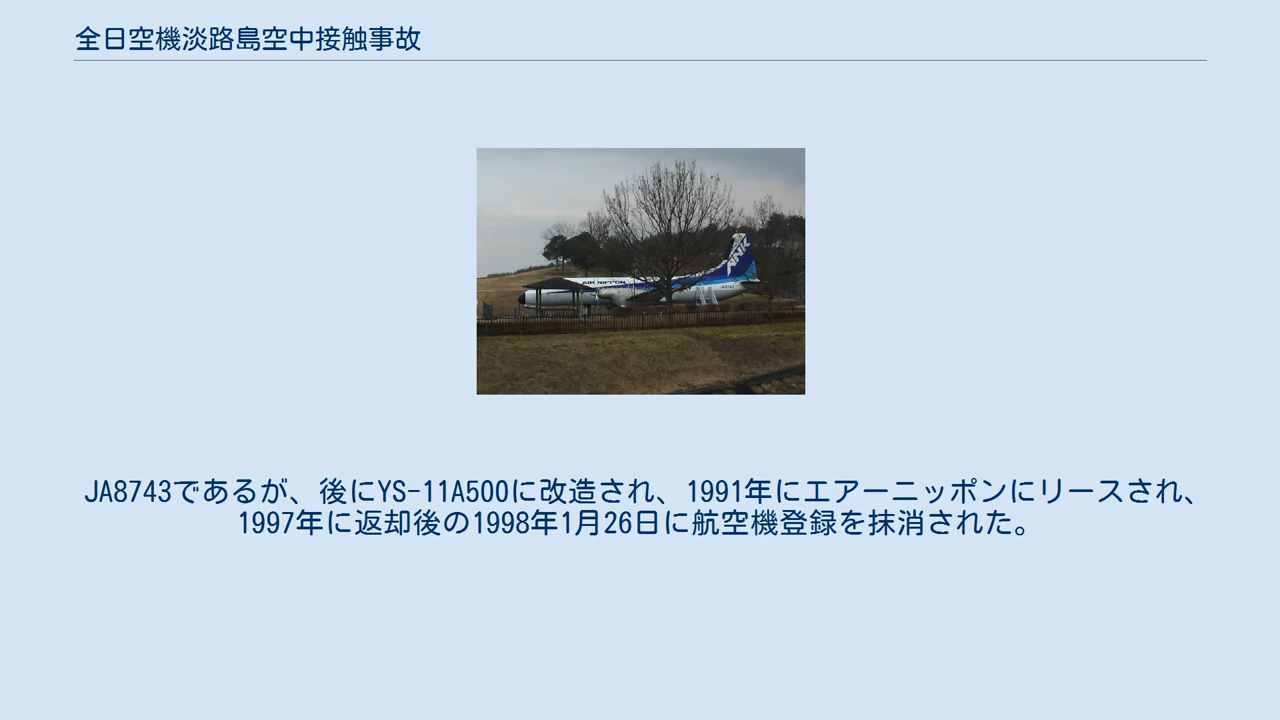 全日空機淡路島空中接触事故
AIR NIPPON
ANK
JA8743であるが、後にYS-11A500に改造され、1991年にエアーニッポンにリースされ、
1997年に返却後の1998年1月26日に航空機登録を抹消された。